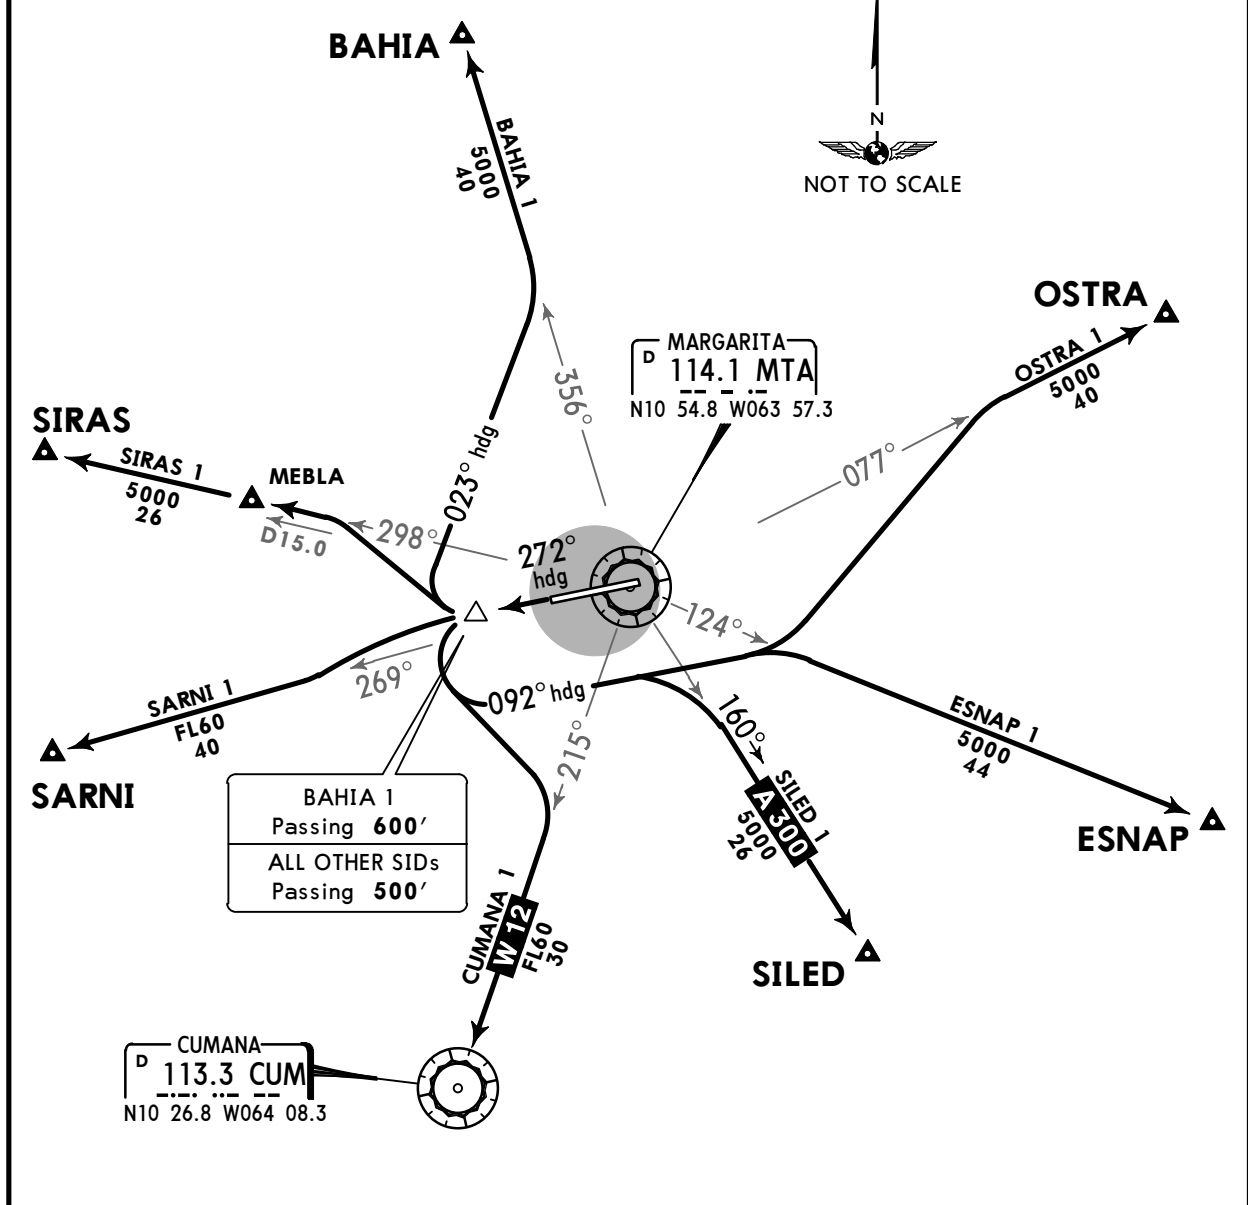 BAHIA
N
NOT TO SCALE
BAHIA 1
5000
40
OSTRA
OSTRA 1
5000
40
MARGARITA
D 114.1 MTA
N10 54.8 W063 57.3
356°
077°
SIRAS
SIRAS 1
5000
26
MEBLA
D15.0
298°
023° hdg
272°
hdg
124°
269°
SARNI 1
FL60
40
SARNI
092° hdg
215°
160°
ESNAP 1
5000
44
ESNAP
BAHIA 1
Passing 600′
ALL OTHER SIDs
Passing 500′
SILED 1
A 300
5000
26
SILED
CUMANA 1
W 12
FL60
30
CUMANA
D 113.3 CUM
N10 26.8 W064 08.3